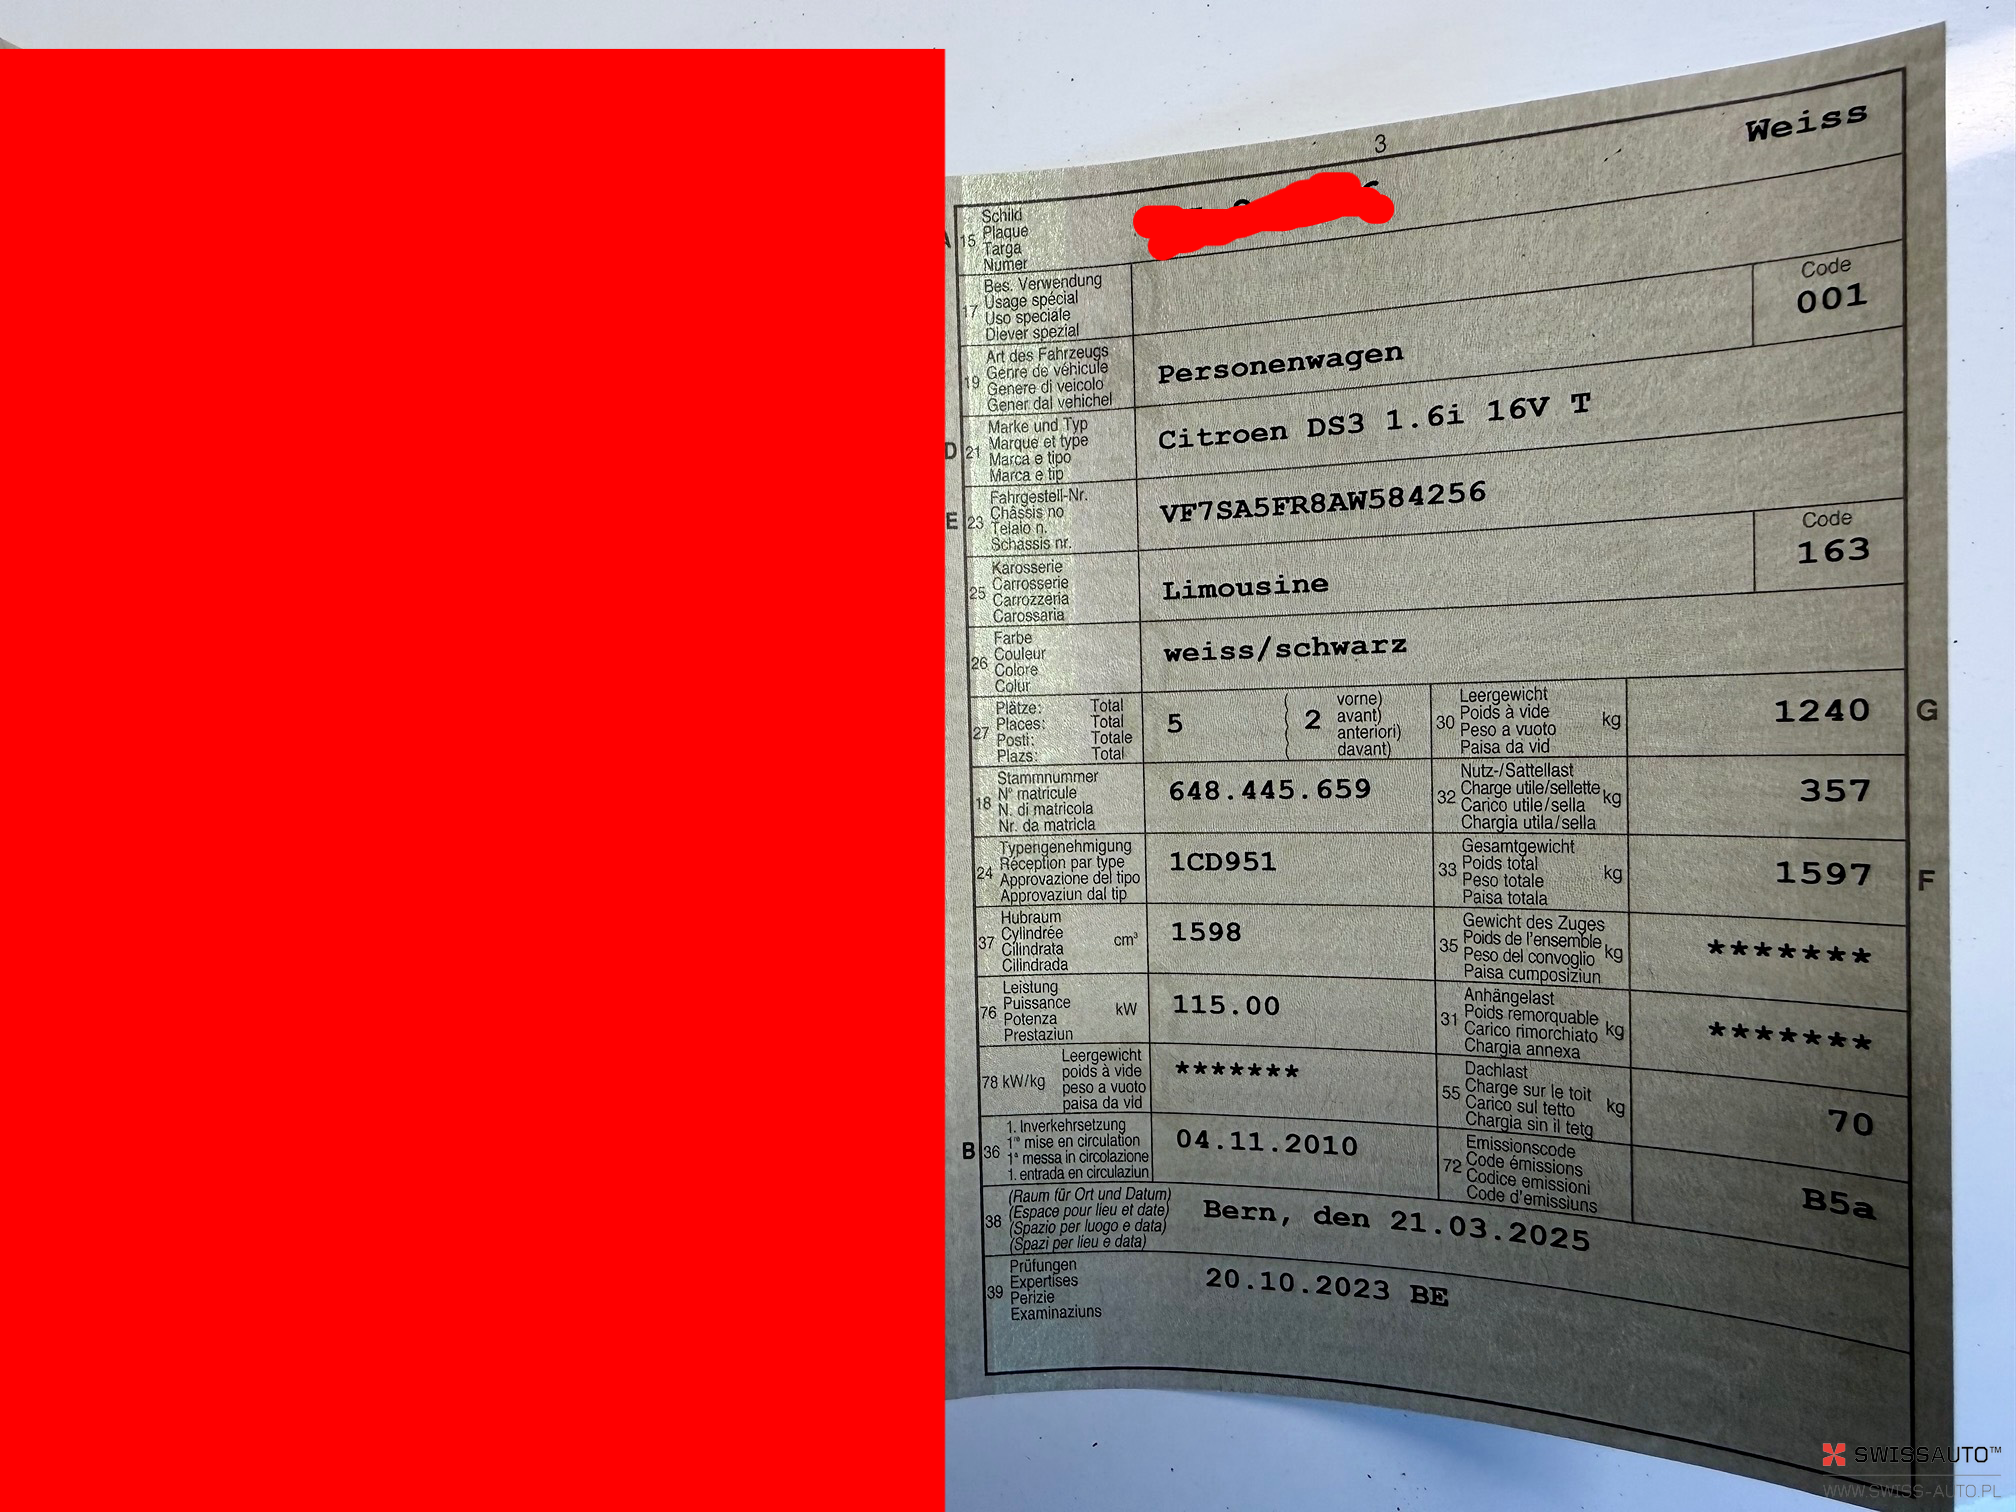 3
A 15 Schild
Plaque
Targa
Numer
Weiss
17 Bes. Verwendung
Usage spécial
Uso speciale
Diever spezial
Code
001
19 Art des Fahrzeugs
Genre de véhicule
Genere di veicolo
Gener dal vehichel
Personenwagen
D 21 Marke und Typ
Marque et type
Marca e tipo
Marca e tip
Citroen DS3 1.6i 16V T
E 23 Fahrgestell-Nr.
Châssis no
Telaio n.
Schassis nr.
VF7SA5FR8AW584256
Code
163
25 Karosserie
Carrosserie
Carrozzeria
Carossaria
Limousine
26 Farbe
Couleur
Colore
Colur
weiss/schwarz
27 Plätze: Total
Places: Total
Posti: Totale
Plazs: Total
5 ( 2 vorne)
avant)
anteriori)
davant)
30 Leergewicht
Poids à vide
Peso a vuoto
Paisa da vid
kg
1240 G
18 Stammnummer
N° matricule
N. di matricola
Nr. da matricla
648.445.659
32 Nutz-/Sattellast
Charge utile/sellette
Carico utile/sella
Chargia utila/sella
kg
357
24 Typengenehmigung
Réception par type
Approvazione del tipo
Approvaziun dal tip
1CD951
33 Gesamtgewicht
Poids total
Peso totale
Paisa totala
kg
1597 F
37 Hubraum
Cylindrée
Cilindrata
Cilindrada
cm³
1598
35 Gewicht des Zuges
Poids de l'ensemble
Peso del convoglio
Paisa cumposiziun
kg
*******
76 Leistung
Puissance
Potenza
Prestaziun
kW
115.00
31 Anhängelast
Poids remorquable
Carico rimorchiato
Chargia annexa
kg
*******
78 kW/kg Leergewicht
poids à vide
peso a vuoto
paisa da vid
*******
55 Dachlast
Charge sur le toit
Carico sul tetto
Chargia sin il tetg
kg
70
B 36 1. Inverkehrsetzung
1re mise en circulation
1a messa in circolazione
1. entrada en circulaziun
04.11.2010
72 Emissionscode
Code émissions
Codice emissioni
Code d'emissiuns
B5a
38 (Raum für Ort und Datum)
(Espace pour lieu et date)
(Spazio per luogo e data)
(Spazi per lieu e data)
Bern, den 21.03.2025
39 Prüfungen
Expertises
Perizie
Examinaziuns
20.10.2023 BE
SWISSAUTO™
WWW.SWISS-AUTO.PL